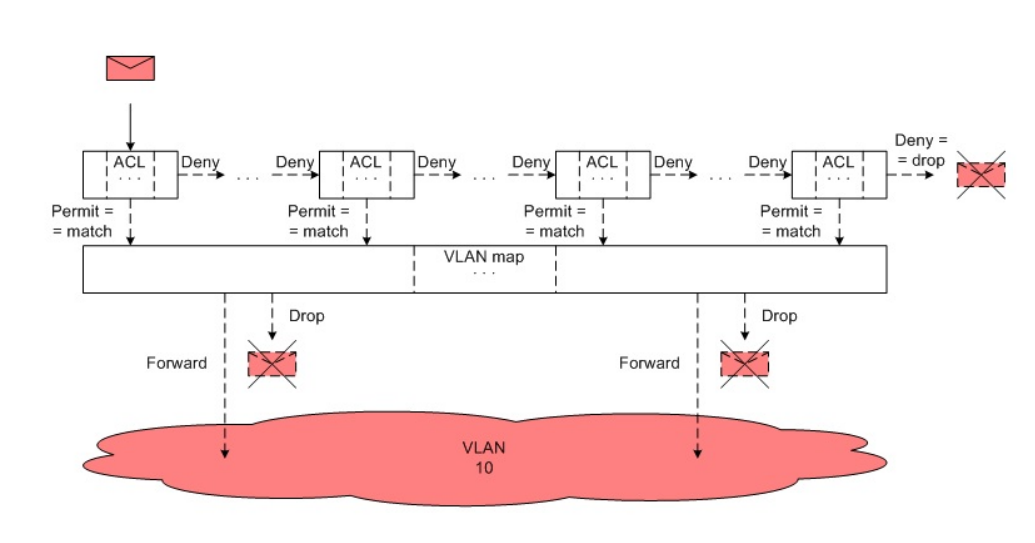 Deny =
= drop
ACL Deny ... Deny ACL Deny ... Deny ACL Deny ... Deny ACL
... ... ... ...
Permit = Permit = Permit = Permit =
= match = match = match = match
VLAN map
...
Drop Drop
Forward Forward
VLAN
10